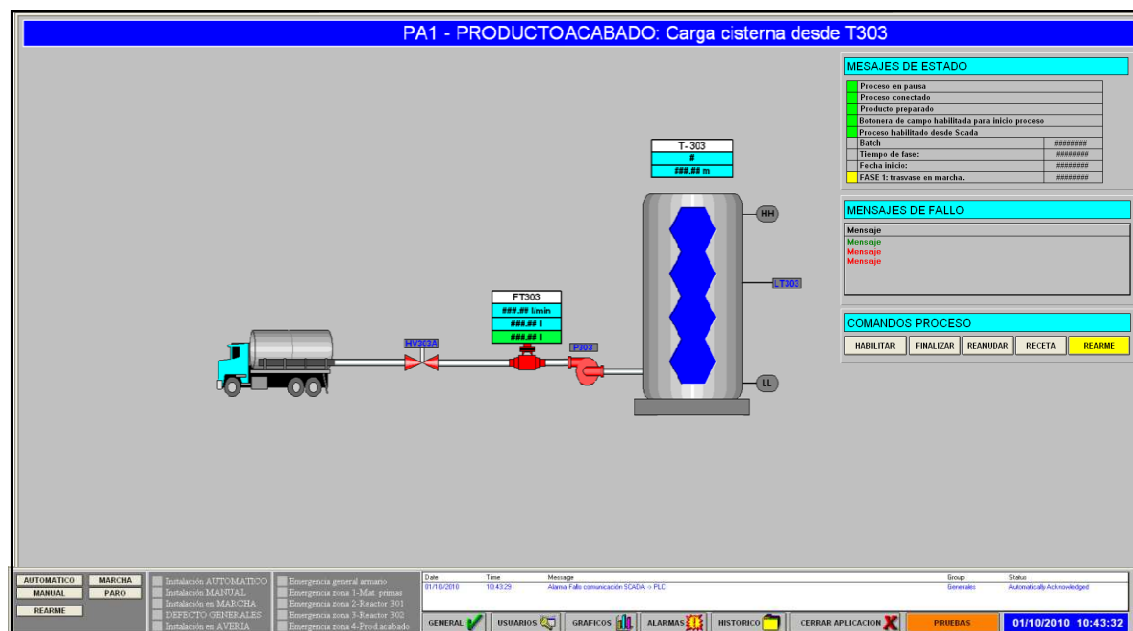 PA1 - PRODUCTOACABADO: Carga cisterna desde T303
MESAJES DE ESTADO
Proceso en pausa
Proceso conectado
Producto preparado
Botonera de campo habilitada para inicio proceso
Proceso habilitado desde Scada
Batch ########
Tiempo de fase: ########
Fecha inicio: ########
FASE 1: trasvase en marcha. ########
T-303
#
###.## m
HH
MENSAJES DE FALLO
Mensaje
Mensaje
Mensaje
Mensaje
LT303
FT303
###.## l/min
###.## l
###.## l
HV303A
P303
LL
COMANDOS PROCESO
HABILITAR FINALIZAR REANUDAR RECETA REARME
AUTOMATICO MARCHA
MANUAL PARO
REARME
Instalación AUTOMATICO
Instalación MANUAL
Instalación en MARCHA
DEFECTO GENERALES
Instalación en AVERIA
Emergencia general armario
Emergencia zona 1-Mat. primas
Emergencia zona 2-Reactor 301
Emergencia zona 3-Reactor 302
Emergencia zona 4-Prod acabado
Date Time Message Group Status
01/10/2010 10:43:29 Alarma Fallo comunicación SCADA -> PLC Generales Automatically Acknowledged
GENERAL USUARIOS GRAFICOS ALARMAS HISTORICO CERRAR APLICACION PRUEBAS 01/10/2010 10:43:32